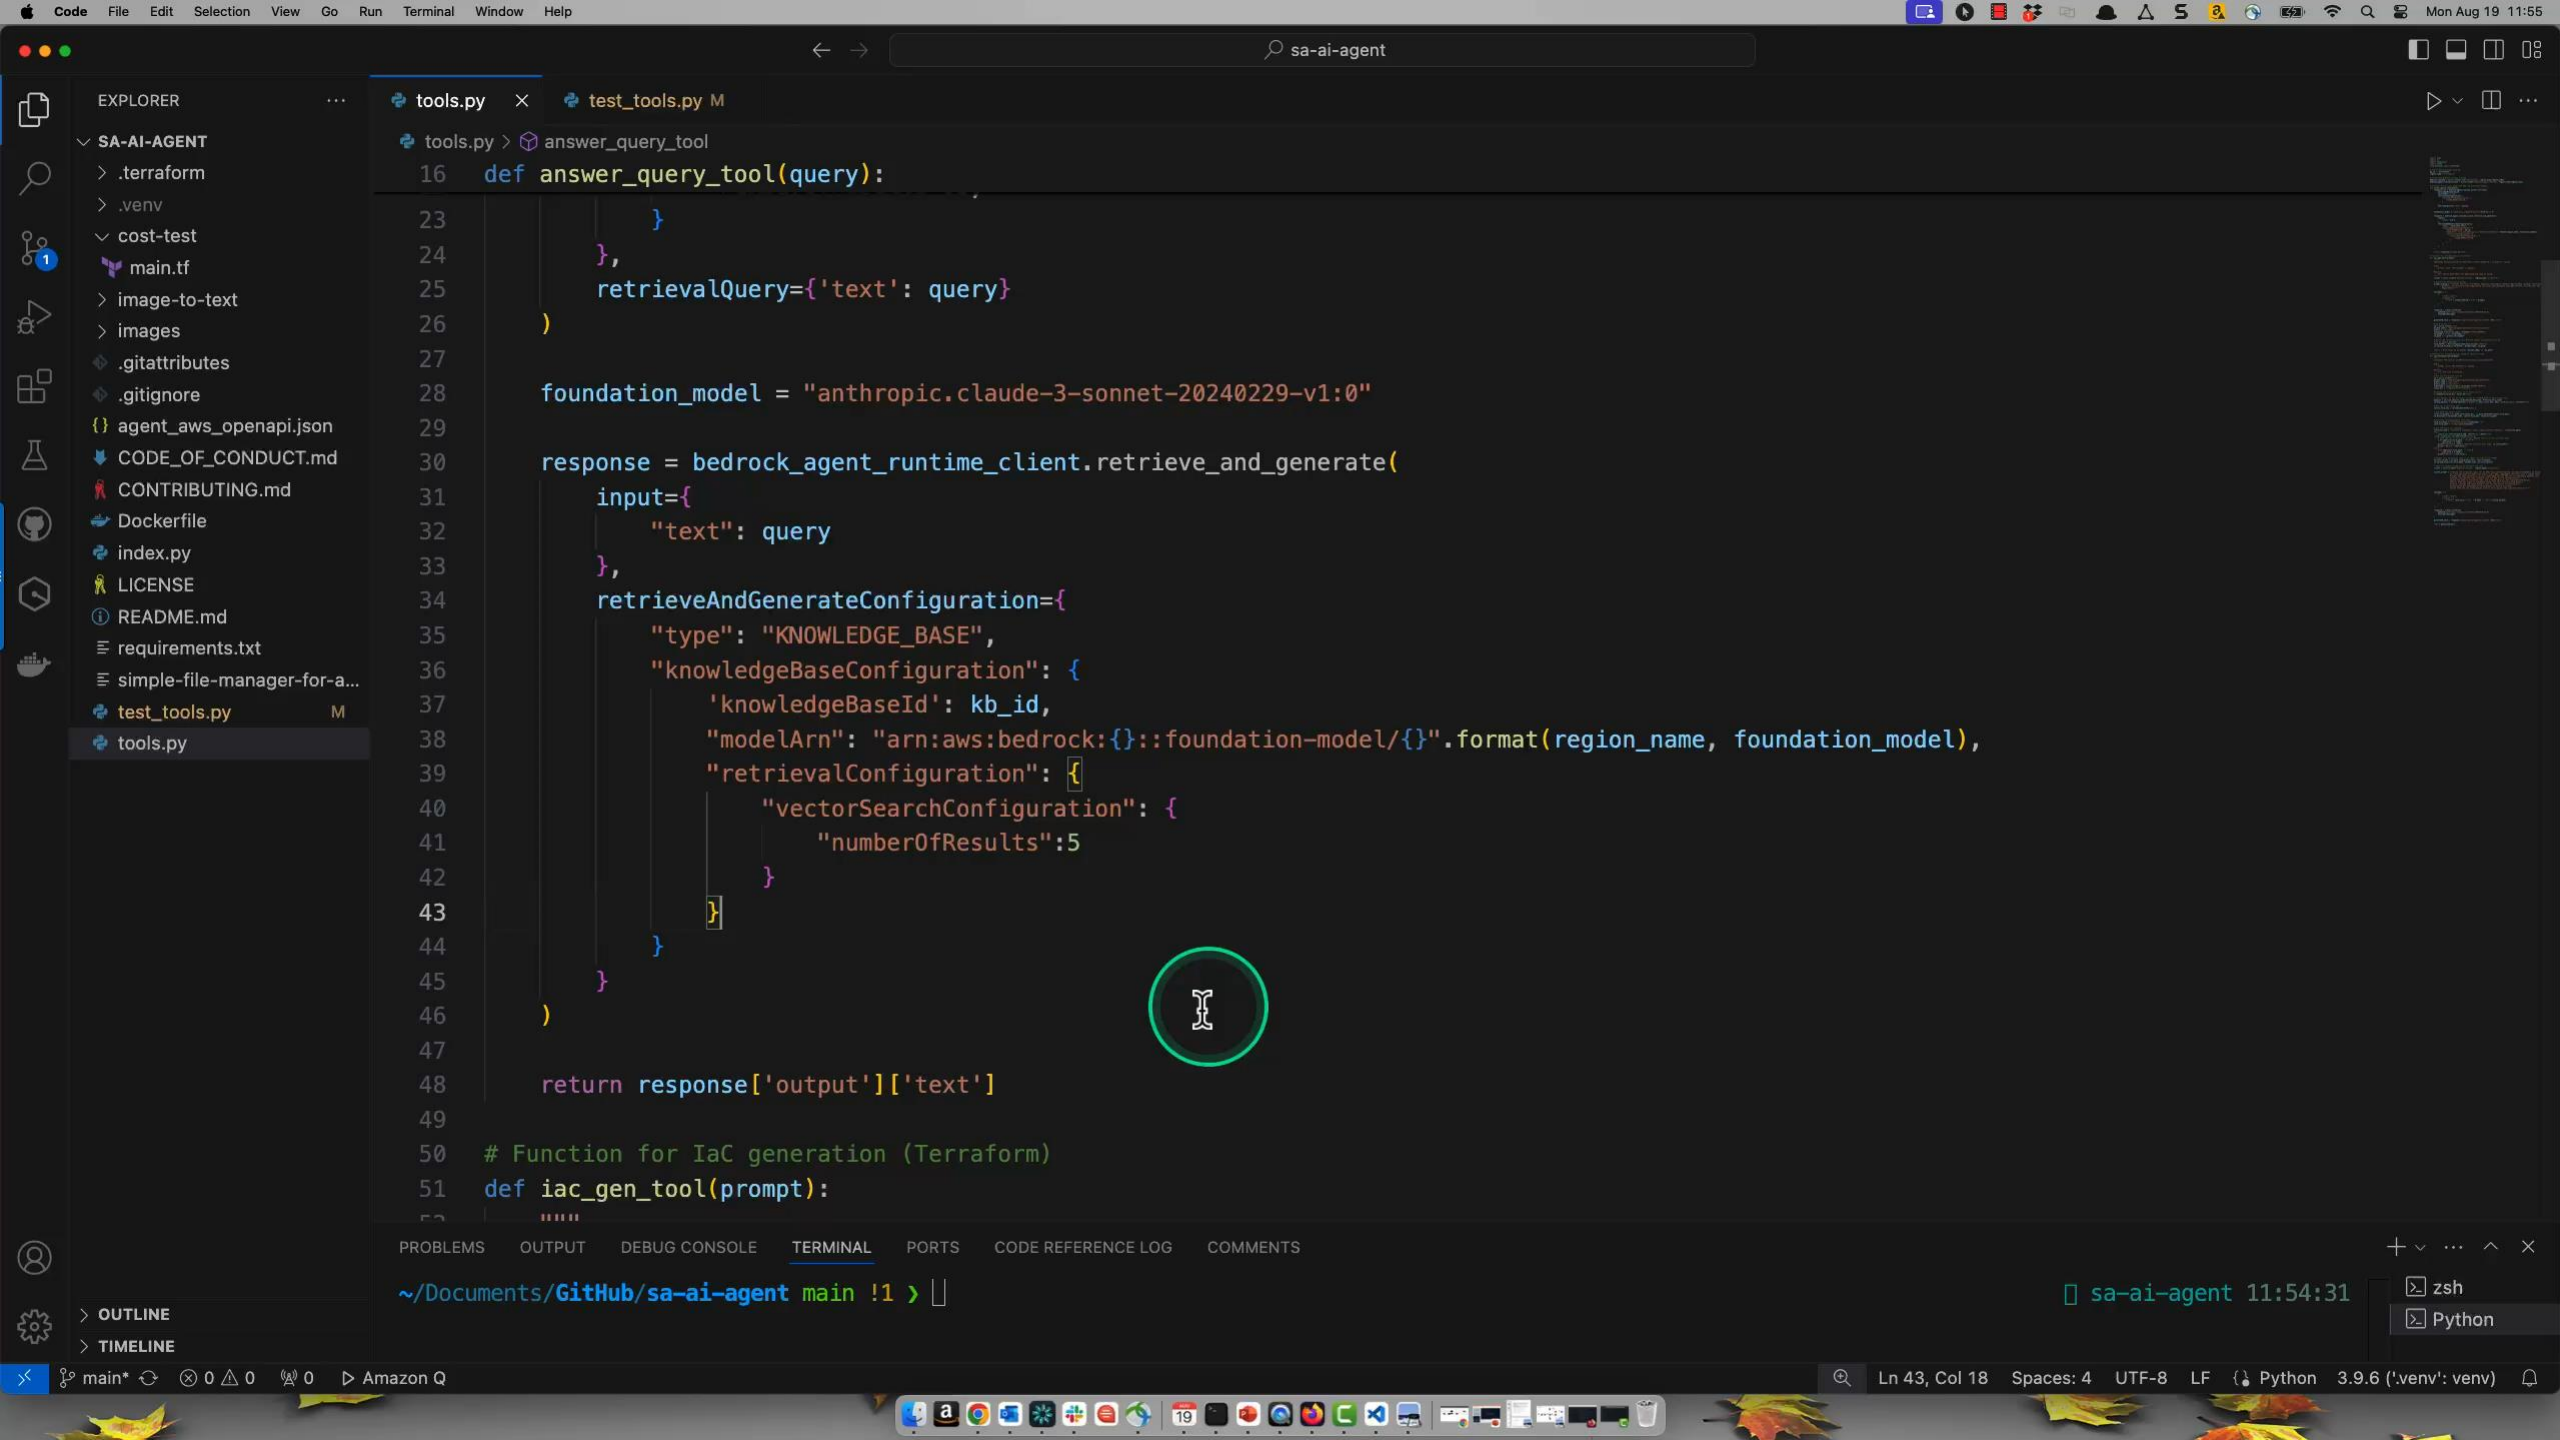 Code File Edit Selection View Go Run Terminal Window Help
Mon Aug 19 11:55
sa-ai-agent
EXPLORER
SA-AI-AGENT
.terraform
.venv
cost-test
main.tf
image-to-text
images
.gitattributes
.gitignore
agent_aws_openapi.json
CODE_OF_CONDUCT.md
CONTRIBUTING.md
Dockerfile
index.py
LICENSE
README.md
requirements.txt
simple-file-manager-for-a...
test_tools.py M
tools.py
OUTLINE
TIMELINE
tools.py
test_tools.py M
tools.py > answer_query_tool
16 def answer_query_tool(query):
23 }
24 },
25 retrievalQuery={'text': query}
26 )
27
28 foundation_model = "anthropic.claude-3-sonnet-20240229-v1:0"
29
30 response = bedrock_agent_runtime_client.retrieve_and_generate(
31 input={
32 "text": query
33 },
34 retrieveAndGenerateConfiguration={
35 "type": "KNOWLEDGE_BASE",
36 "knowledgeBaseConfiguration": {
37 'knowledgeBaseId': kb_id,
38 "modelArn": "arn:aws:bedrock:{}::foundation-model/{}".format(region_name, foundation_model),
39 "retrievalConfiguration": {
40 "vectorSearchConfiguration": {
41 "numberOfResults":5
42 }
43 }
44 }
45 }
46 )
47
48 return response['output']['text']
49
50 # Function for IaC generation (Terraform)
51 def iac_gen_tool(prompt):
PROBLEMS OUTPUT DEBUG CONSOLE TERMINAL PORTS CODE REFERENCE LOG COMMENTS
~/Documents/GitHub/sa-ai-agent main !1 ❯
sa-ai-agent 11:54:31
zsh
Python
main* 0 0 0 Amazon Q
Ln 43, Col 18 Spaces: 4 UTF-8 LF Python 3.9.6 ('.venv': venv)